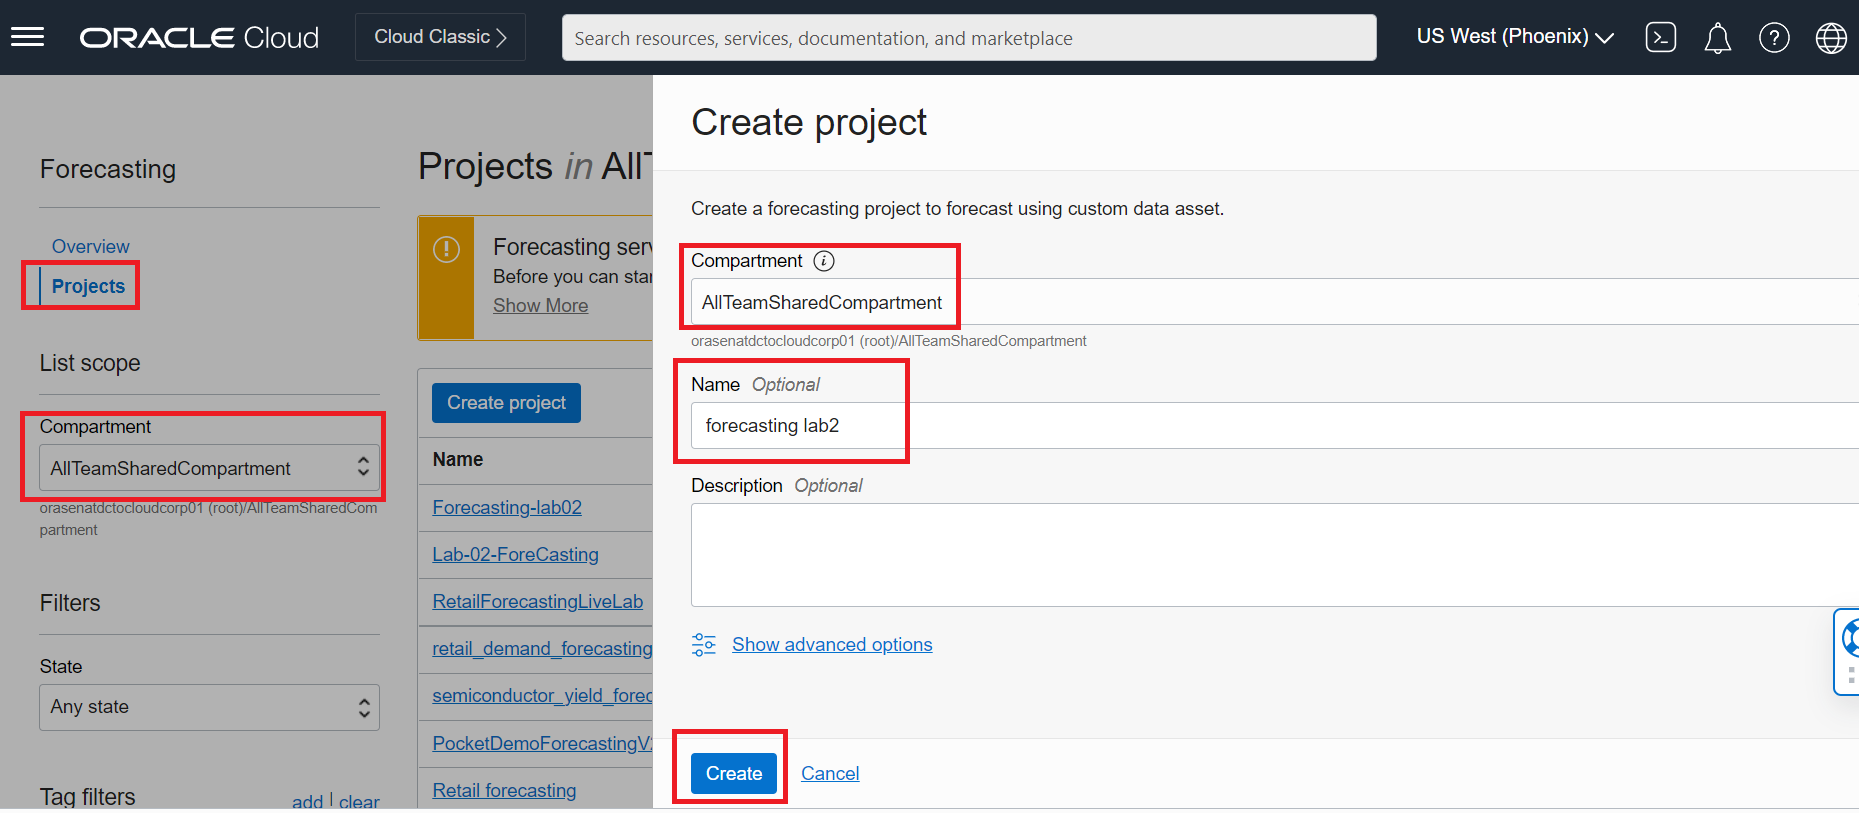 ORACLE Cloud
Cloud Classic
Search resources, services, documentation, and marketplace
US West (Phoenix)
Forecasting
Overview
Projects
List scope
Compartment
AllTeamSharedCompartment
orasenatdctocloudcorp01 (root)/AllTeamSharedCom
partment
Filters
State
Any state
Tag filters
add | clear
Projects in AllT
Forecasting serv
Before you can star
Show More
Create project
Name
Forecasting-lab02
Lab-02-ForeCasting
RetailForecastingLiveLab
retail_demand_forecasting
semiconductor_yield_forec
PocketDemoForecastingV2
Retail forecasting
Create project
Create a forecasting project to forecast using custom data asset.
Compartment
AllTeamSharedCompartment
orasenatdctocloudcorp01 (root)/AllTeamSharedCompartment
Name Optional
forecasting lab2
Description Optional
Show advanced options
Create
Cancel